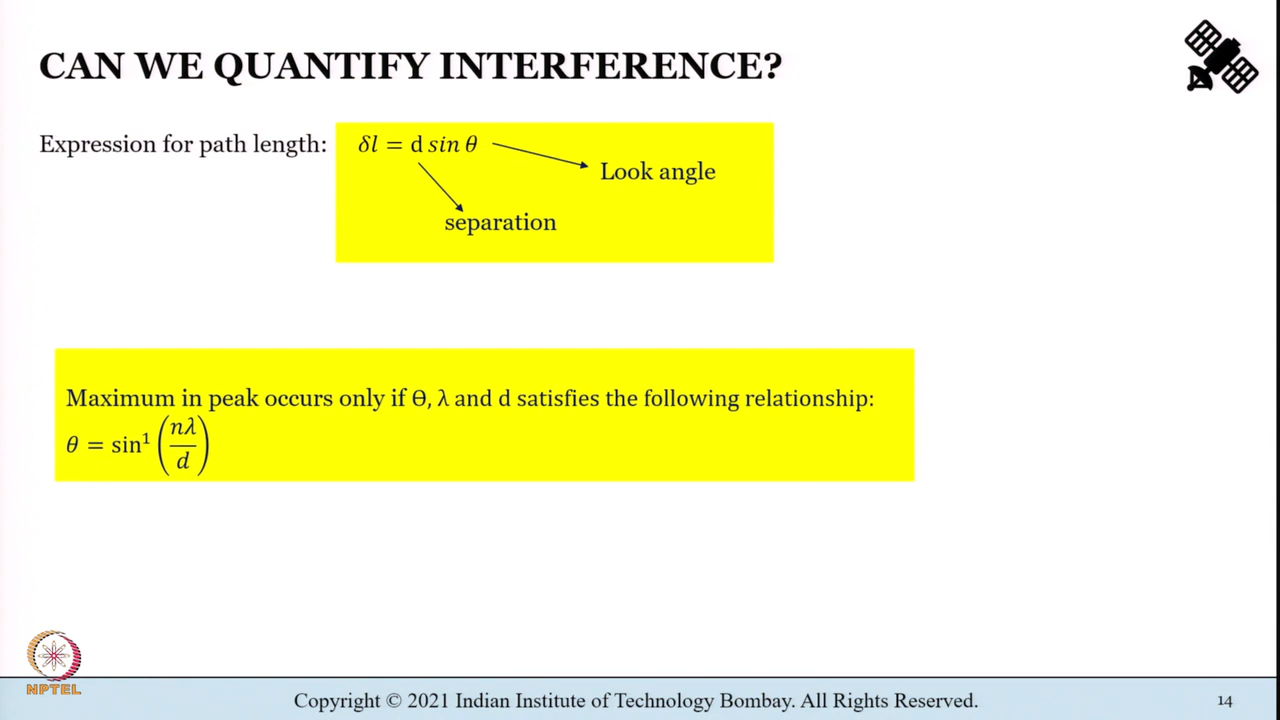 CAN WE QUANTIFY INTERFERENCE?
Expression for path length: δl = d sin θ
Look angle
separation
Maximum in peak occurs only if Θ, λ and d satisfies the following relationship:
θ = sin¹ (nλ/d)
NPTEL
Copyright © 2021 Indian Institute of Technology Bombay. All Rights Reserved.
14